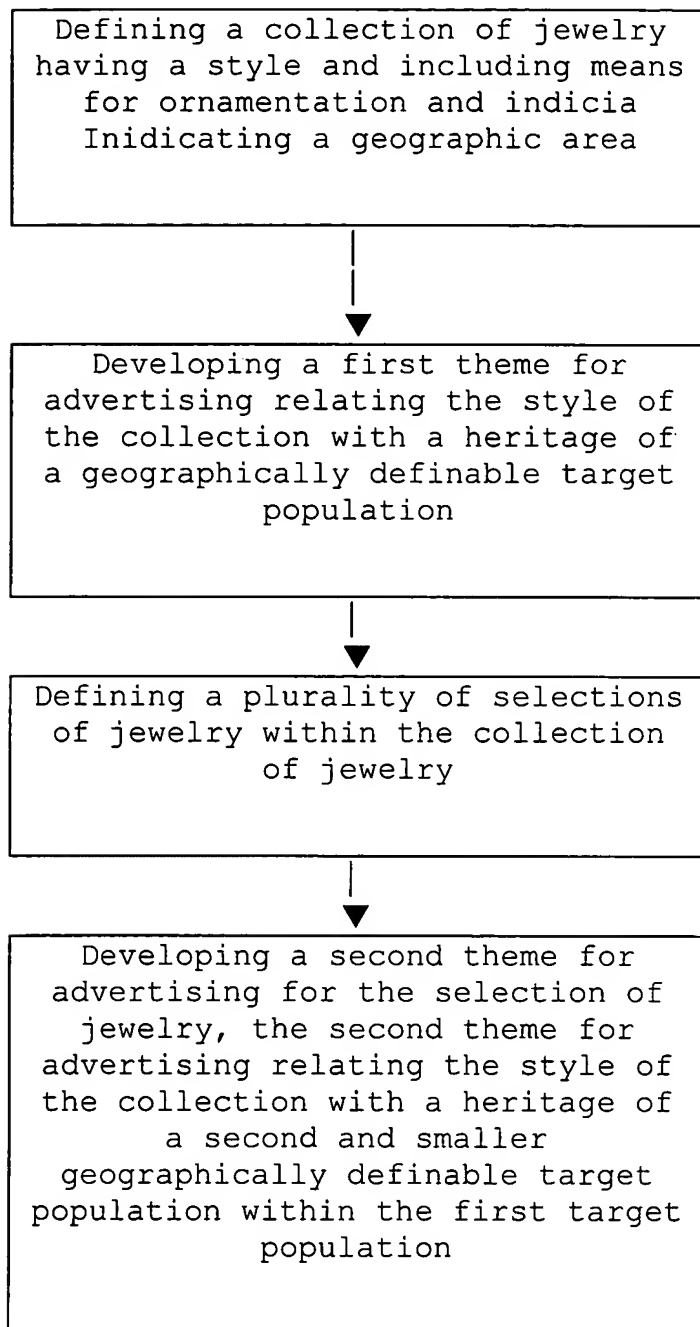 Defining a collection of jewelry
having a style and including means
for ornamentation and indicia
Inidicating a geographic area
Developing a first theme for
advertising relating the style of
the collection with a heritage of
a geographically definable target
population
Defining a plurality of selections
of jewelry within the collection
of jewelry
Developing a second theme for
advertising for the selection of
jewelry, the second theme for
advertising relating the style of
the collection with a heritage of
a second and smaller
geographically definable target
population within the first target
population